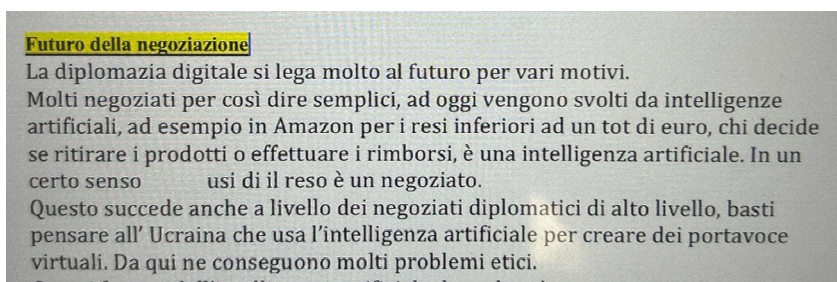 Futuro della negoziazione
La diplomazia digitale si lega molto al futuro per vari motivi.
Molti negoziati per così dire semplici, ad oggi vengono svolti da intelligenze
artificiali, ad esempio in Amazon per i resi inferiori ad un tot di euro, chi decide
se ritirare i prodotti o effettuare i rimborsi, è una intelligenza artificiale. In un
certo senso usi di il reso è un negoziato.
Questo succede anche a livello dei negoziati diplomatici di alto livello, basti
pensare all' Ucraina che usa l'intelligenza artificiale per creare dei portavoce
virtuali. Da qui ne conseguono molti problemi etici.